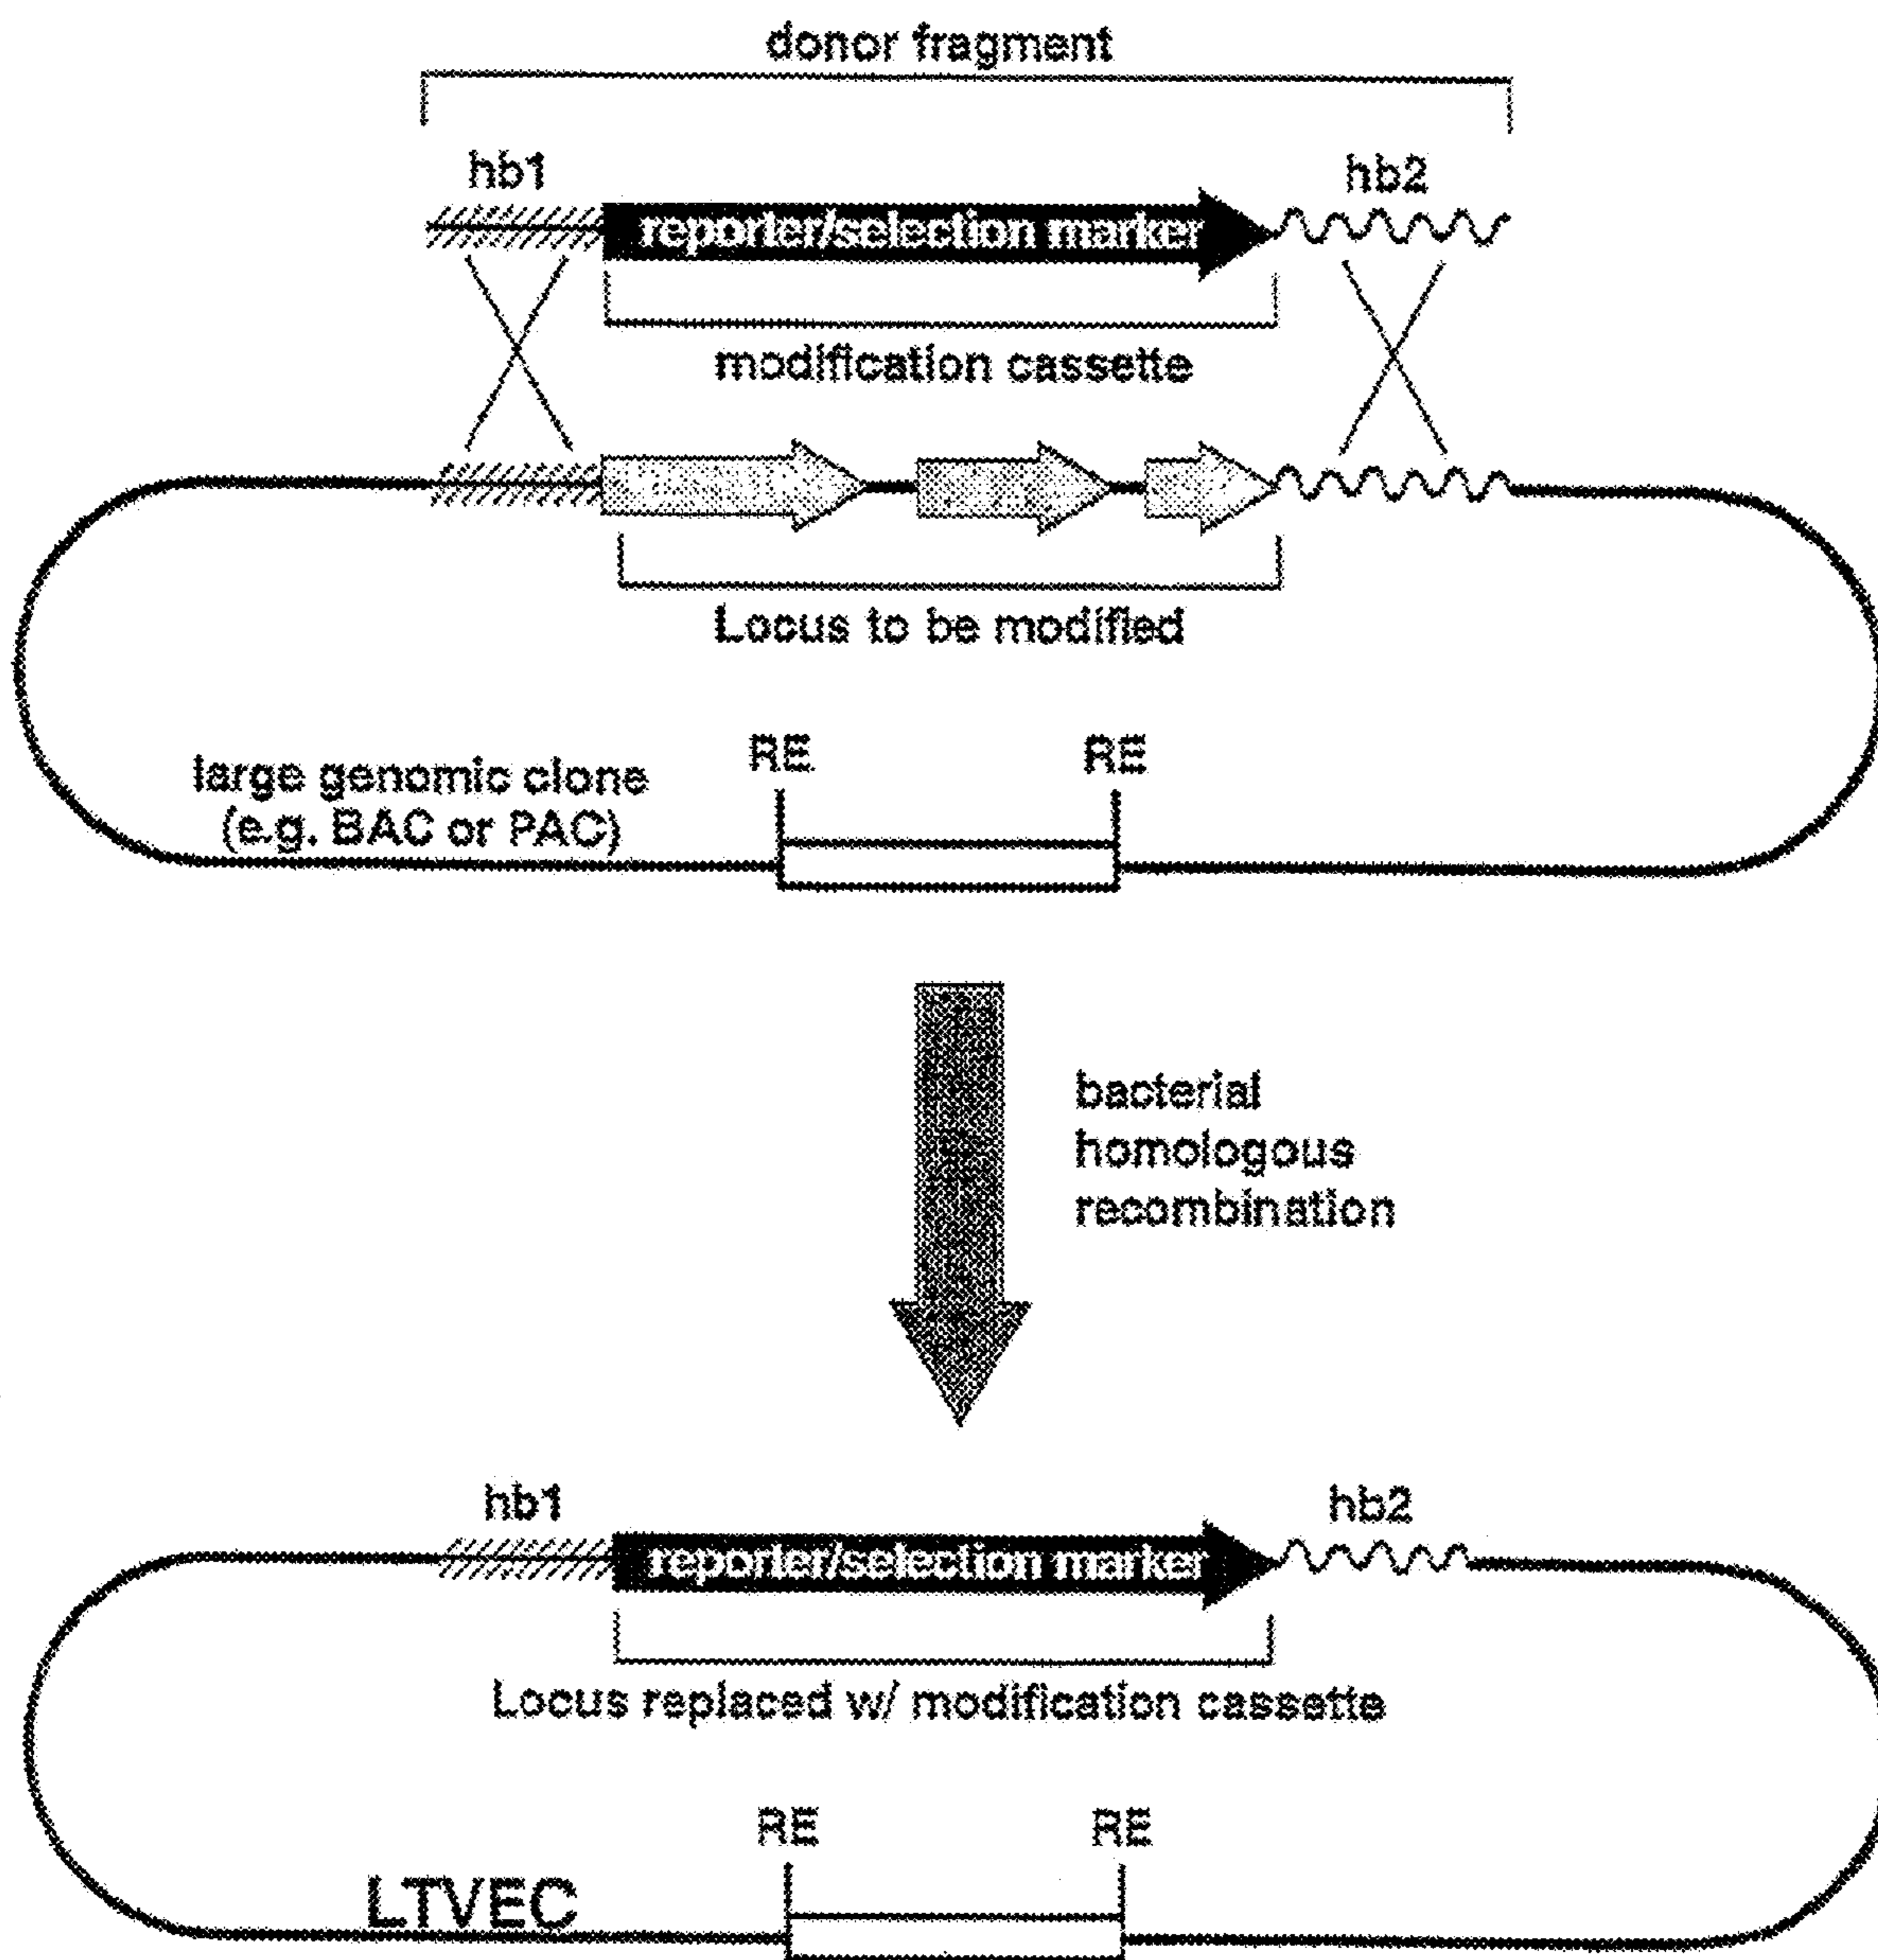 donor fragment
hb1
hb2
reporter/selection marker
modification cassette
Locus to be modified
RE
RE
large genomic clone
(e.g. BAC or PAC)
bacterial
homologous
recombination
hb1
hb2
reporter/selection marker
Locus replaced w/ modification cassette
RE
RE
LTVEC